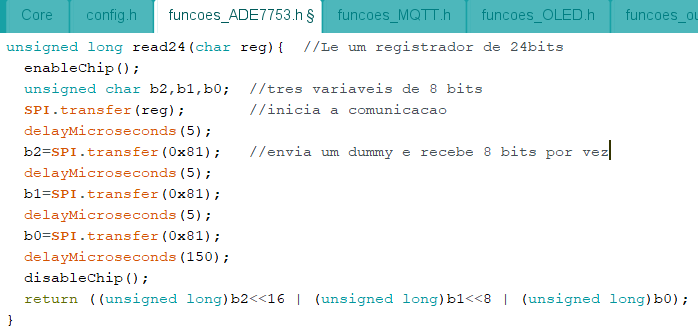 Core config.h funcoes_ADE7753.h § funcoes_MQTT.h funcoes_OLED.h funcoes_ou
unsigned long read24(char reg){  //Le um registrador de 24bits
  enableChip();
  unsigned char b2,b1,b0;  //tres variaveis de 8 bits
  SPI.transfer(reg);       //inicia a comunicacao
  delayMicroseconds(5);
  b2=SPI.transfer(0x81);   //envia um dummy e recebe 8 bits por vez
  delayMicroseconds(5);
  b1=SPI.transfer(0x81);
  delayMicroseconds(5);
  b0=SPI.transfer(0x81);
  delayMicroseconds(150);
  disableChip();
  return ((unsigned long)b2<<16 | (unsigned long)b1<<8 | (unsigned long)b0);
}